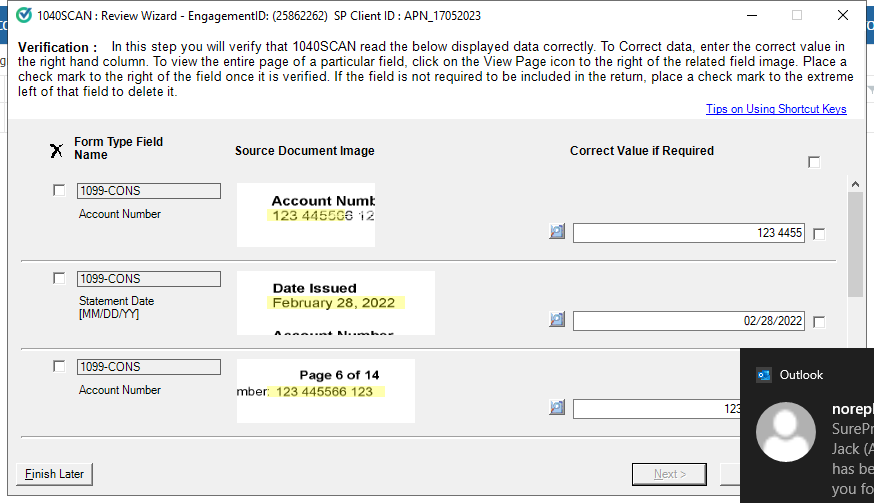 1040SCAN : Review Wizard - EngagementID: (25862262) SP Client ID : APN_17052023
Verification : In this step you will verify that 1040SCAN read the below displayed data correctly. To Correct data, enter the correct value in
the right hand column. To view the entire page of a particular field, click on the View Page icon to the right of the related field image. Place a
check mark to the right of the field once it is verified. If the field is not required to be included in the return, place a check mark to the extreme
left of that field to delete it.
Tips on Using Shortcut Keys
X Form Type Field
Name
Source Document Image
Correct Value if Required
1099-CONS
Account Number
Account Numb
123 445566 12
123 4455
1099-CONS
Statement Date
[MM/DD/YY]
Date Issued
February 28, 2022
Account Number
02/28/2022
1099-CONS
Account Number
Page 6 of 14
mber: 123 445566 123
123
Finish Later
Next >
Outlook
norepl
SurePr
Jack (A
has be
you fo